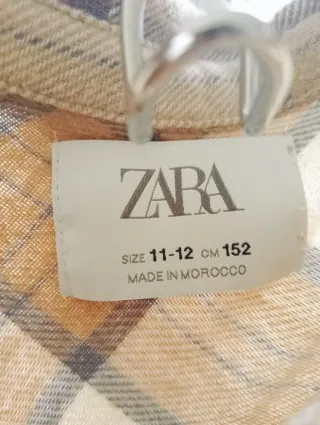 ZARA
SIZE 11-12 CM 152
MADE IN MOROCCO